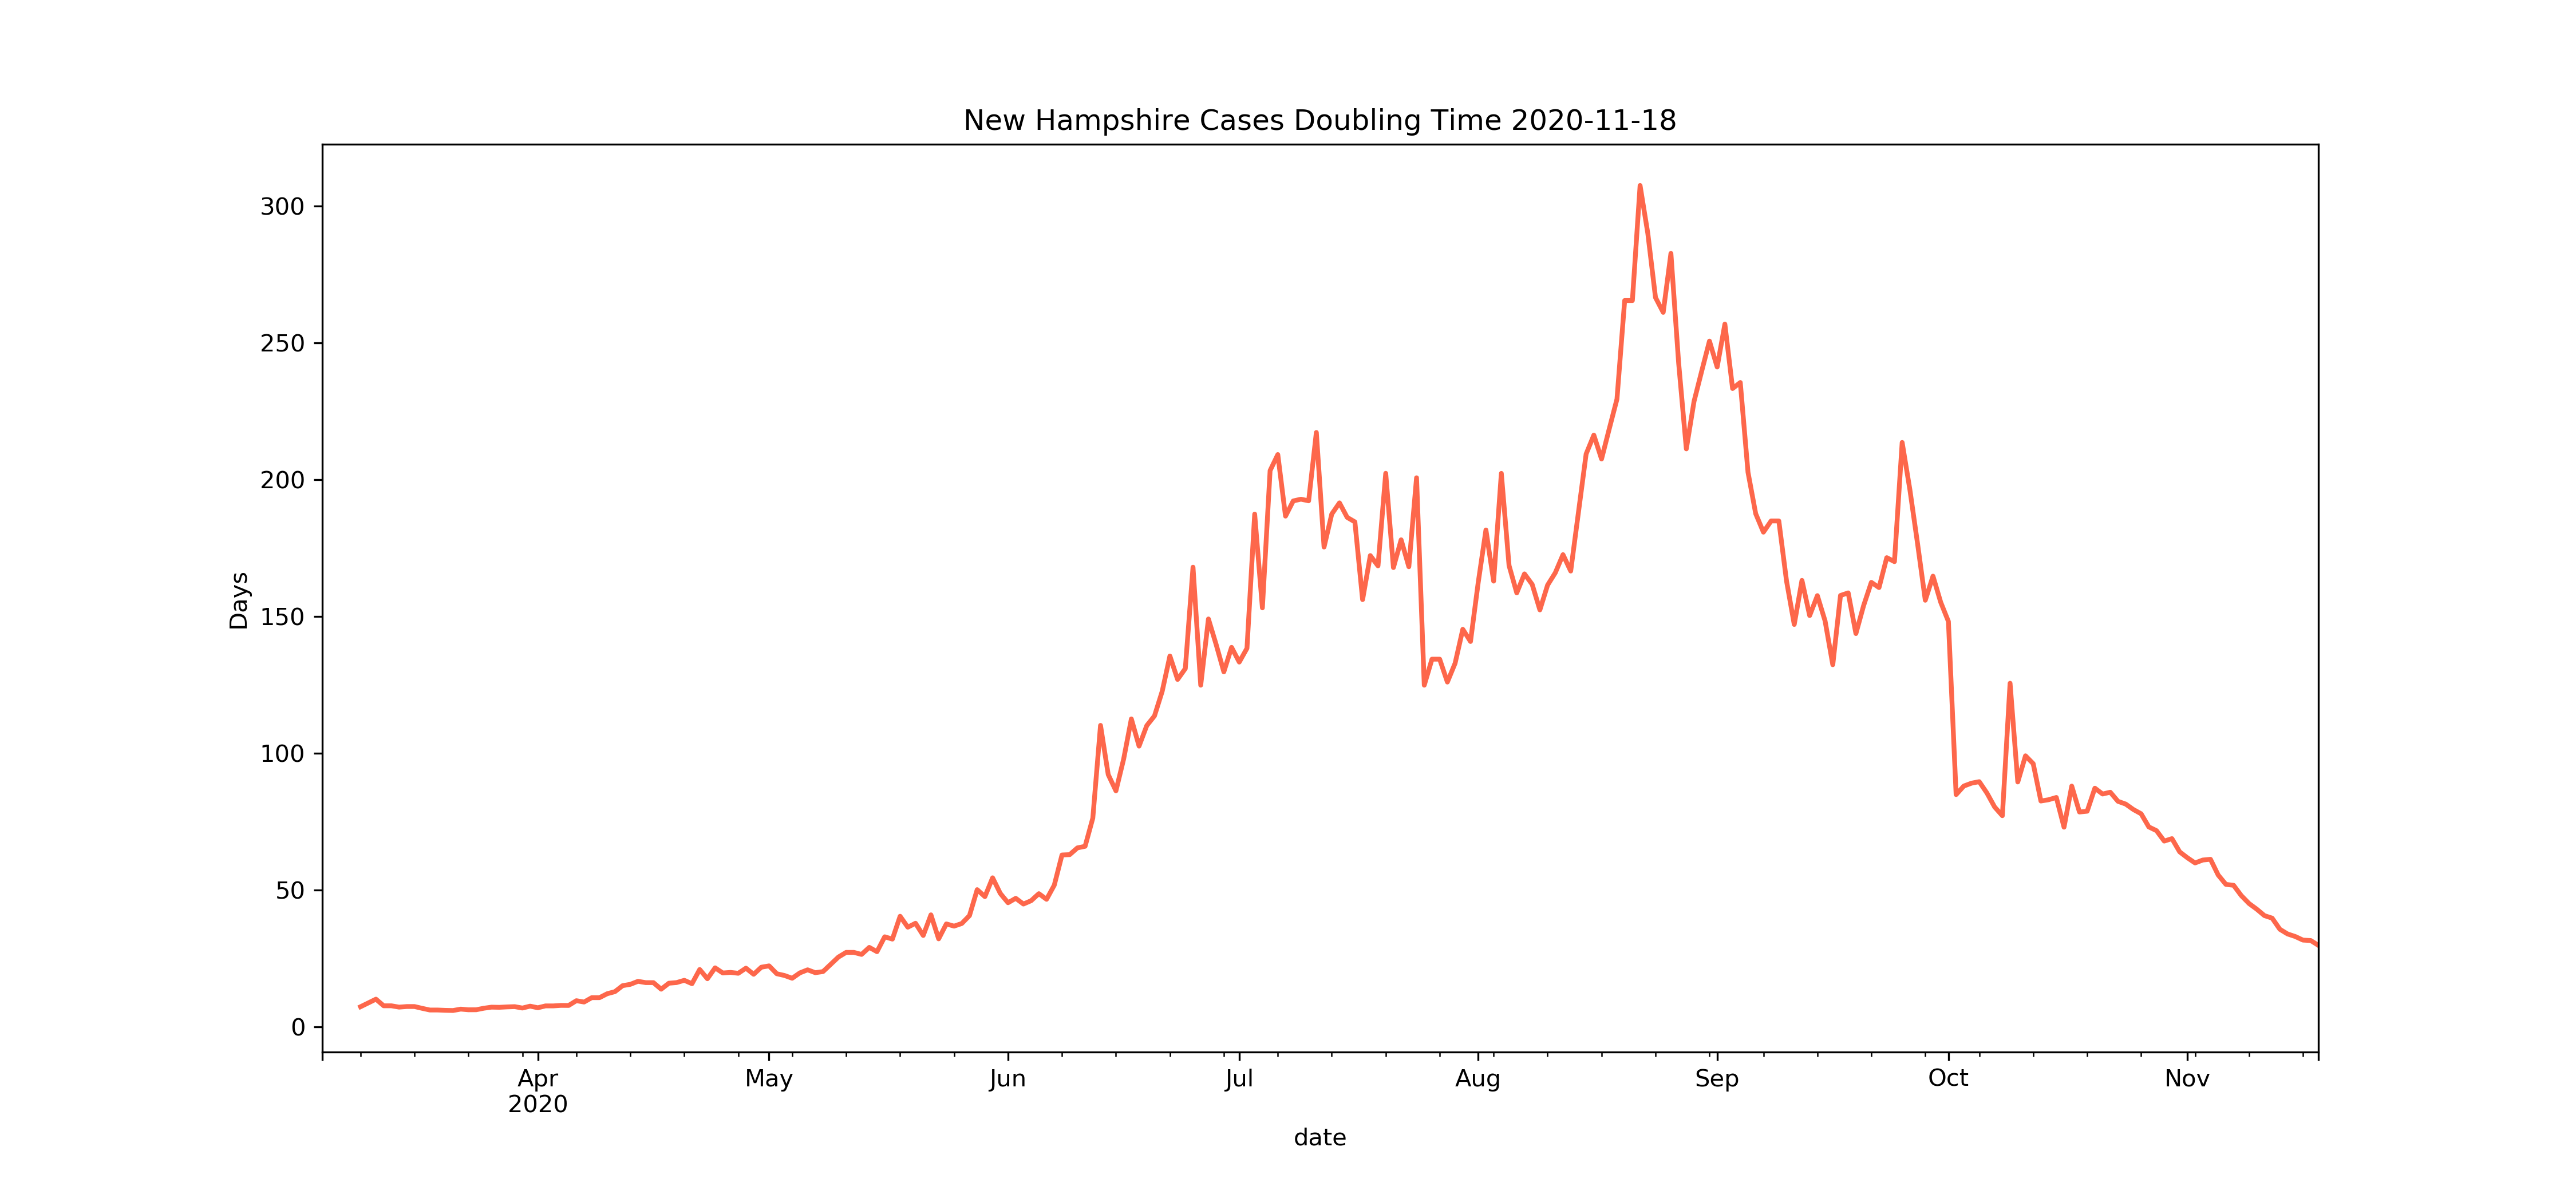 New Hampshire Cases Doubling Time 2020-11-18
300
250
200
150
100
50
0
Days
Apr
2020
May
Jun
Jul
Aug
Sep
Oct
Nov
date